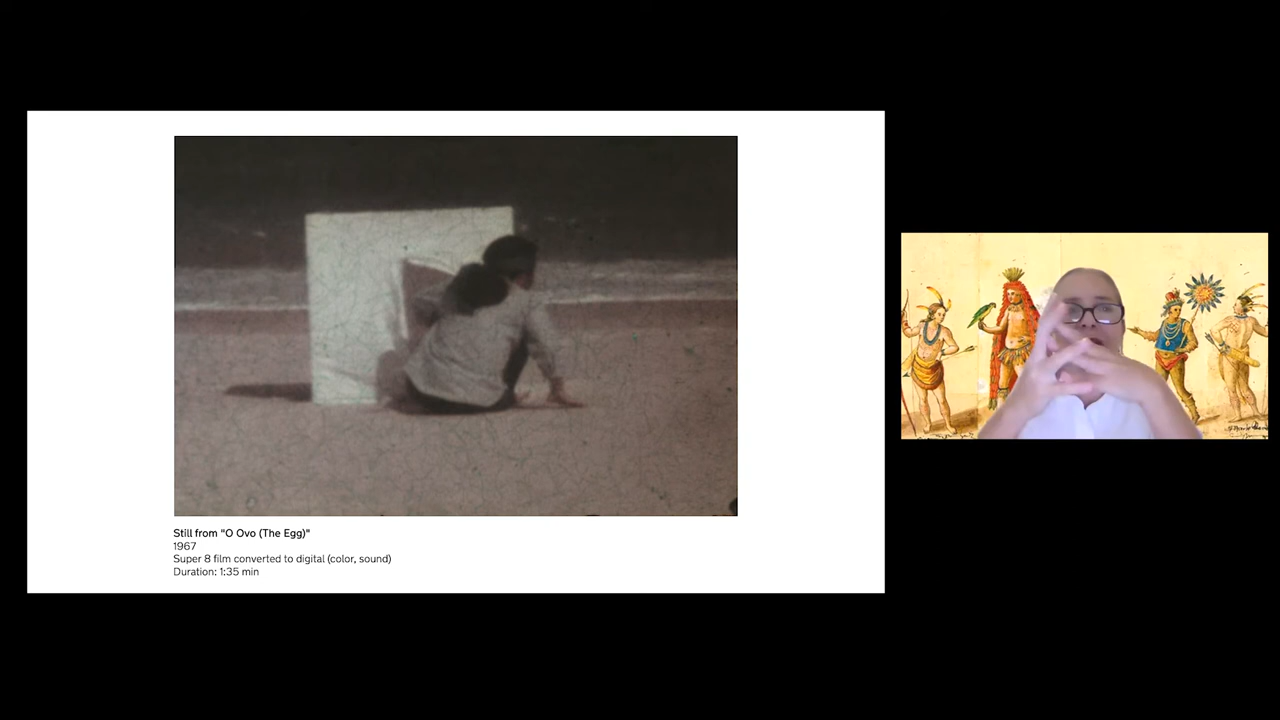 Still from "O Ovo (The Egg)"
1967
Super 8 film converted to digital (color, sound)
Duration: 1:35 min